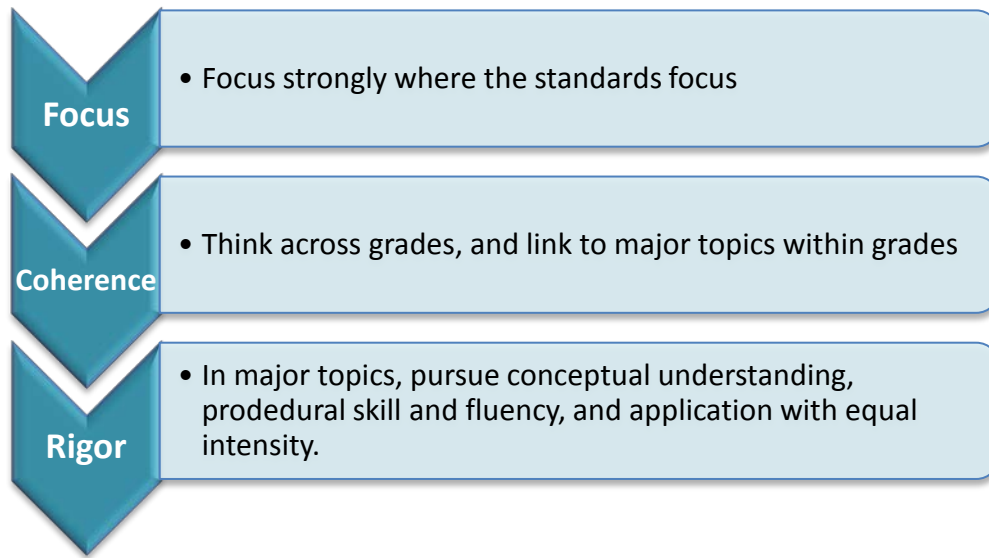 Focus
• Focus strongly where the standards focus
Coherence
• Think across grades, and link to major topics within grades
Rigor
• In major topics, pursue conceptual understanding,
prodedural skill and fluency, and application with equal
intensity.